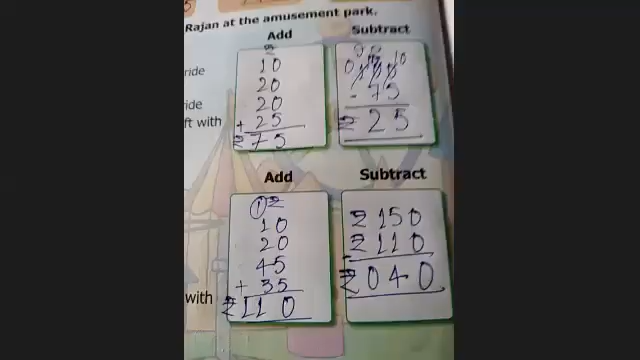 Rajan at the amusement park.
Add
Subtract
ride
ride
ft with
10
20
20
+ 25
₹ 75
- 75
₹ 25
Add
Subtract
with
10
20
45
+ 35
₹ 110
₹ 150
- ₹ 110
₹ 040